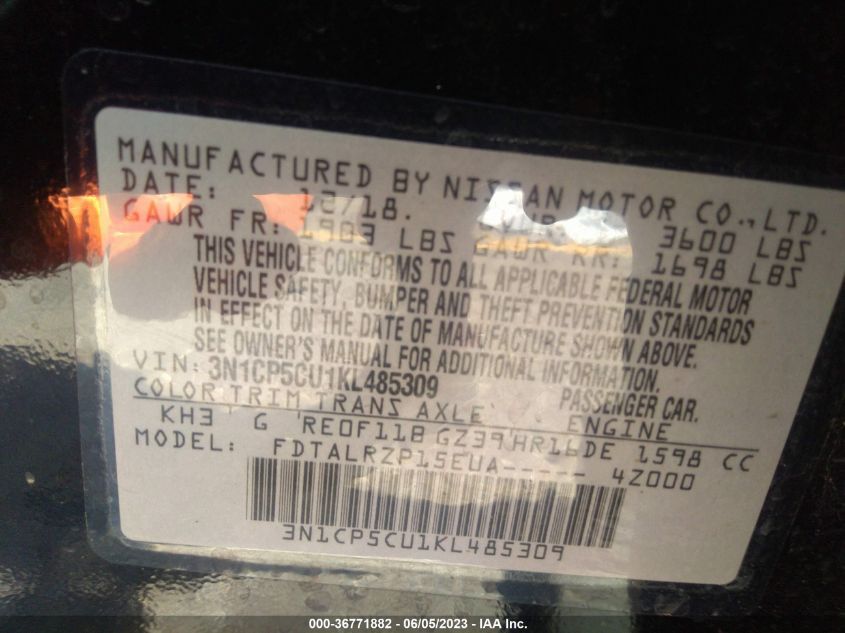 MANUFACTURED BY NISSAN MOTOR CO.,LTD.
DATE: 12/18. GVWR 3600 LBS
GAWR FR: 1903 LBS GAWR RR: 1698 LBS
THIS VEHICLE CONFORMS TO ALL APPLICABLE FEDERAL MOTOR
VEHICLE SAFETY, BUMPER AND THEFT PREVENTION STANDARDS
IN EFFECT ON THE DATE OF MANUFACTURE SHOWN ABOVE.
SEE OWNER'S MANUAL FOR ADDITIONAL INFORMATION.
VIN: 3N1CP5CU1KL485309 PASSENGER CAR.
COLOR TRIM TRANS AXLE ENGINE
KH3 G RE0F11B GZ39 HR16DE 1598 CC
MODEL: FDTALRZP15EUA----- 4Z000
3N1CP5CU1KL485309
000-36771882 - 06/05/2023 - IAA Inc.